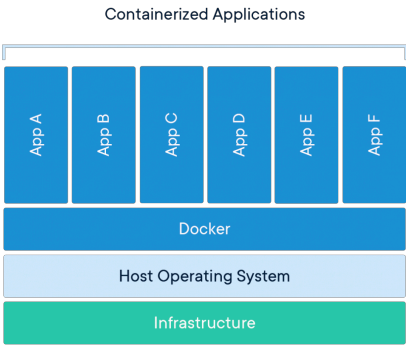 Containerized Applications
App A
App B
App C
App D
App E
App F
Docker
Host Operating System
Infrastructure